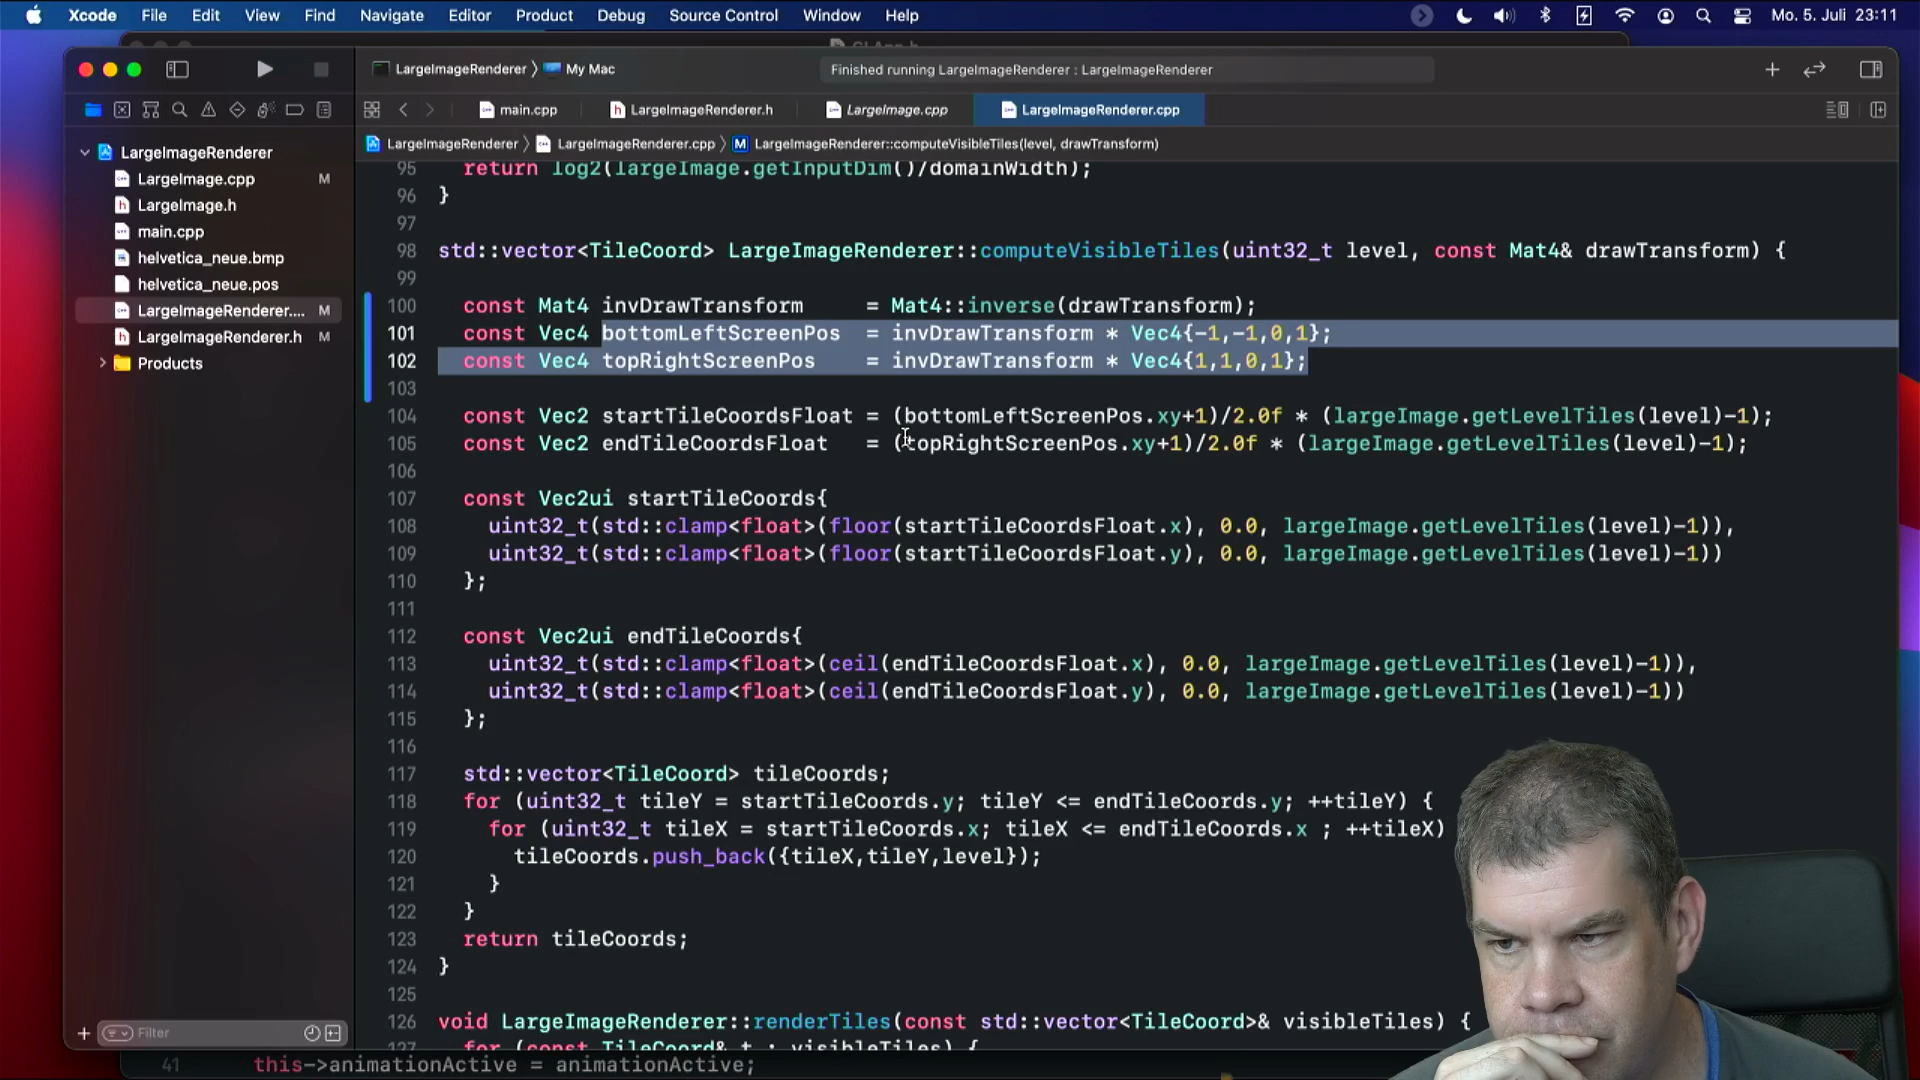 Xcode File Edit View Find Navigate Editor Product Debug Source Control Window Help Mo. 5. Juli 23:11
LargeImageRenderer 〉 My Mac
Finished running LargeImageRenderer : LargeImageRenderer
main.cpp
LargeImageRenderer.h
LargeImage.cpp
LargeImageRenderer.cpp
LargeImageRenderer 〉 LargeImageRenderer.cpp 〉 M LargeImageRenderer::computeVisibleTiles(level, drawTransform)
LargeImageRenderer
LargeImage.cpp M
LargeImage.h
main.cpp
helvetica_neue.bmp
helvetica_neue.pos
LargeImageRenderer.... M
LargeImageRenderer.h M
Products
Filter
95 return log2(largeImage.getInputDim()/domainWidth);
96 }
97
98 std::vector<TileCoord> LargeImageRenderer::computeVisibleTiles(uint32_t level, const Mat4& drawTransform) {
99
100 const Mat4 invDrawTransform = Mat4::inverse(drawTransform);
101 const Vec4 bottomLeftScreenPos = invDrawTransform * Vec4{-1,-1,0,1};
102 const Vec4 topRightScreenPos = invDrawTransform * Vec4{1,1,0,1};
103
104 const Vec2 startTileCoordsFloat = (bottomLeftScreenPos.xy+1)/2.0f * (largeImage.getLevelTiles(level)-1);
105 const Vec2 endTileCoordsFloat = (topRightScreenPos.xy+1)/2.0f * (largeImage.getLevelTiles(level)-1);
106
107 const Vec2ui startTileCoords{
108 uint32_t(std::clamp<float>(floor(startTileCoordsFloat.x), 0.0, largeImage.getLevelTiles(level)-1)),
109 uint32_t(std::clamp<float>(floor(startTileCoordsFloat.y), 0.0, largeImage.getLevelTiles(level)-1))
110 };
111
112 const Vec2ui endTileCoords{
113 uint32_t(std::clamp<float>(ceil(endTileCoordsFloat.x), 0.0, largeImage.getLevelTiles(level)-1)),
114 uint32_t(std::clamp<float>(ceil(endTileCoordsFloat.y), 0.0, largeImage.getLevelTiles(level)-1))
115 };
116
117 std::vector<TileCoord> tileCoords;
118 for (uint32_t tileY = startTileCoords.y; tileY <= endTileCoords.y; ++tileY) {
119 for (uint32_t tileX = startTileCoords.x; tileX <= endTileCoords.x ; ++tileX)
120 tileCoords.push_back({tileX,tileY,level});
121 }
122 }
123 return tileCoords;
124 }
125
126 void LargeImageRenderer::renderTiles(const std::vector<TileCoord>& visibleTiles) {
127 for (const TileCoord& t : visibleTiles) {
41 this->animationActive = animationActive;